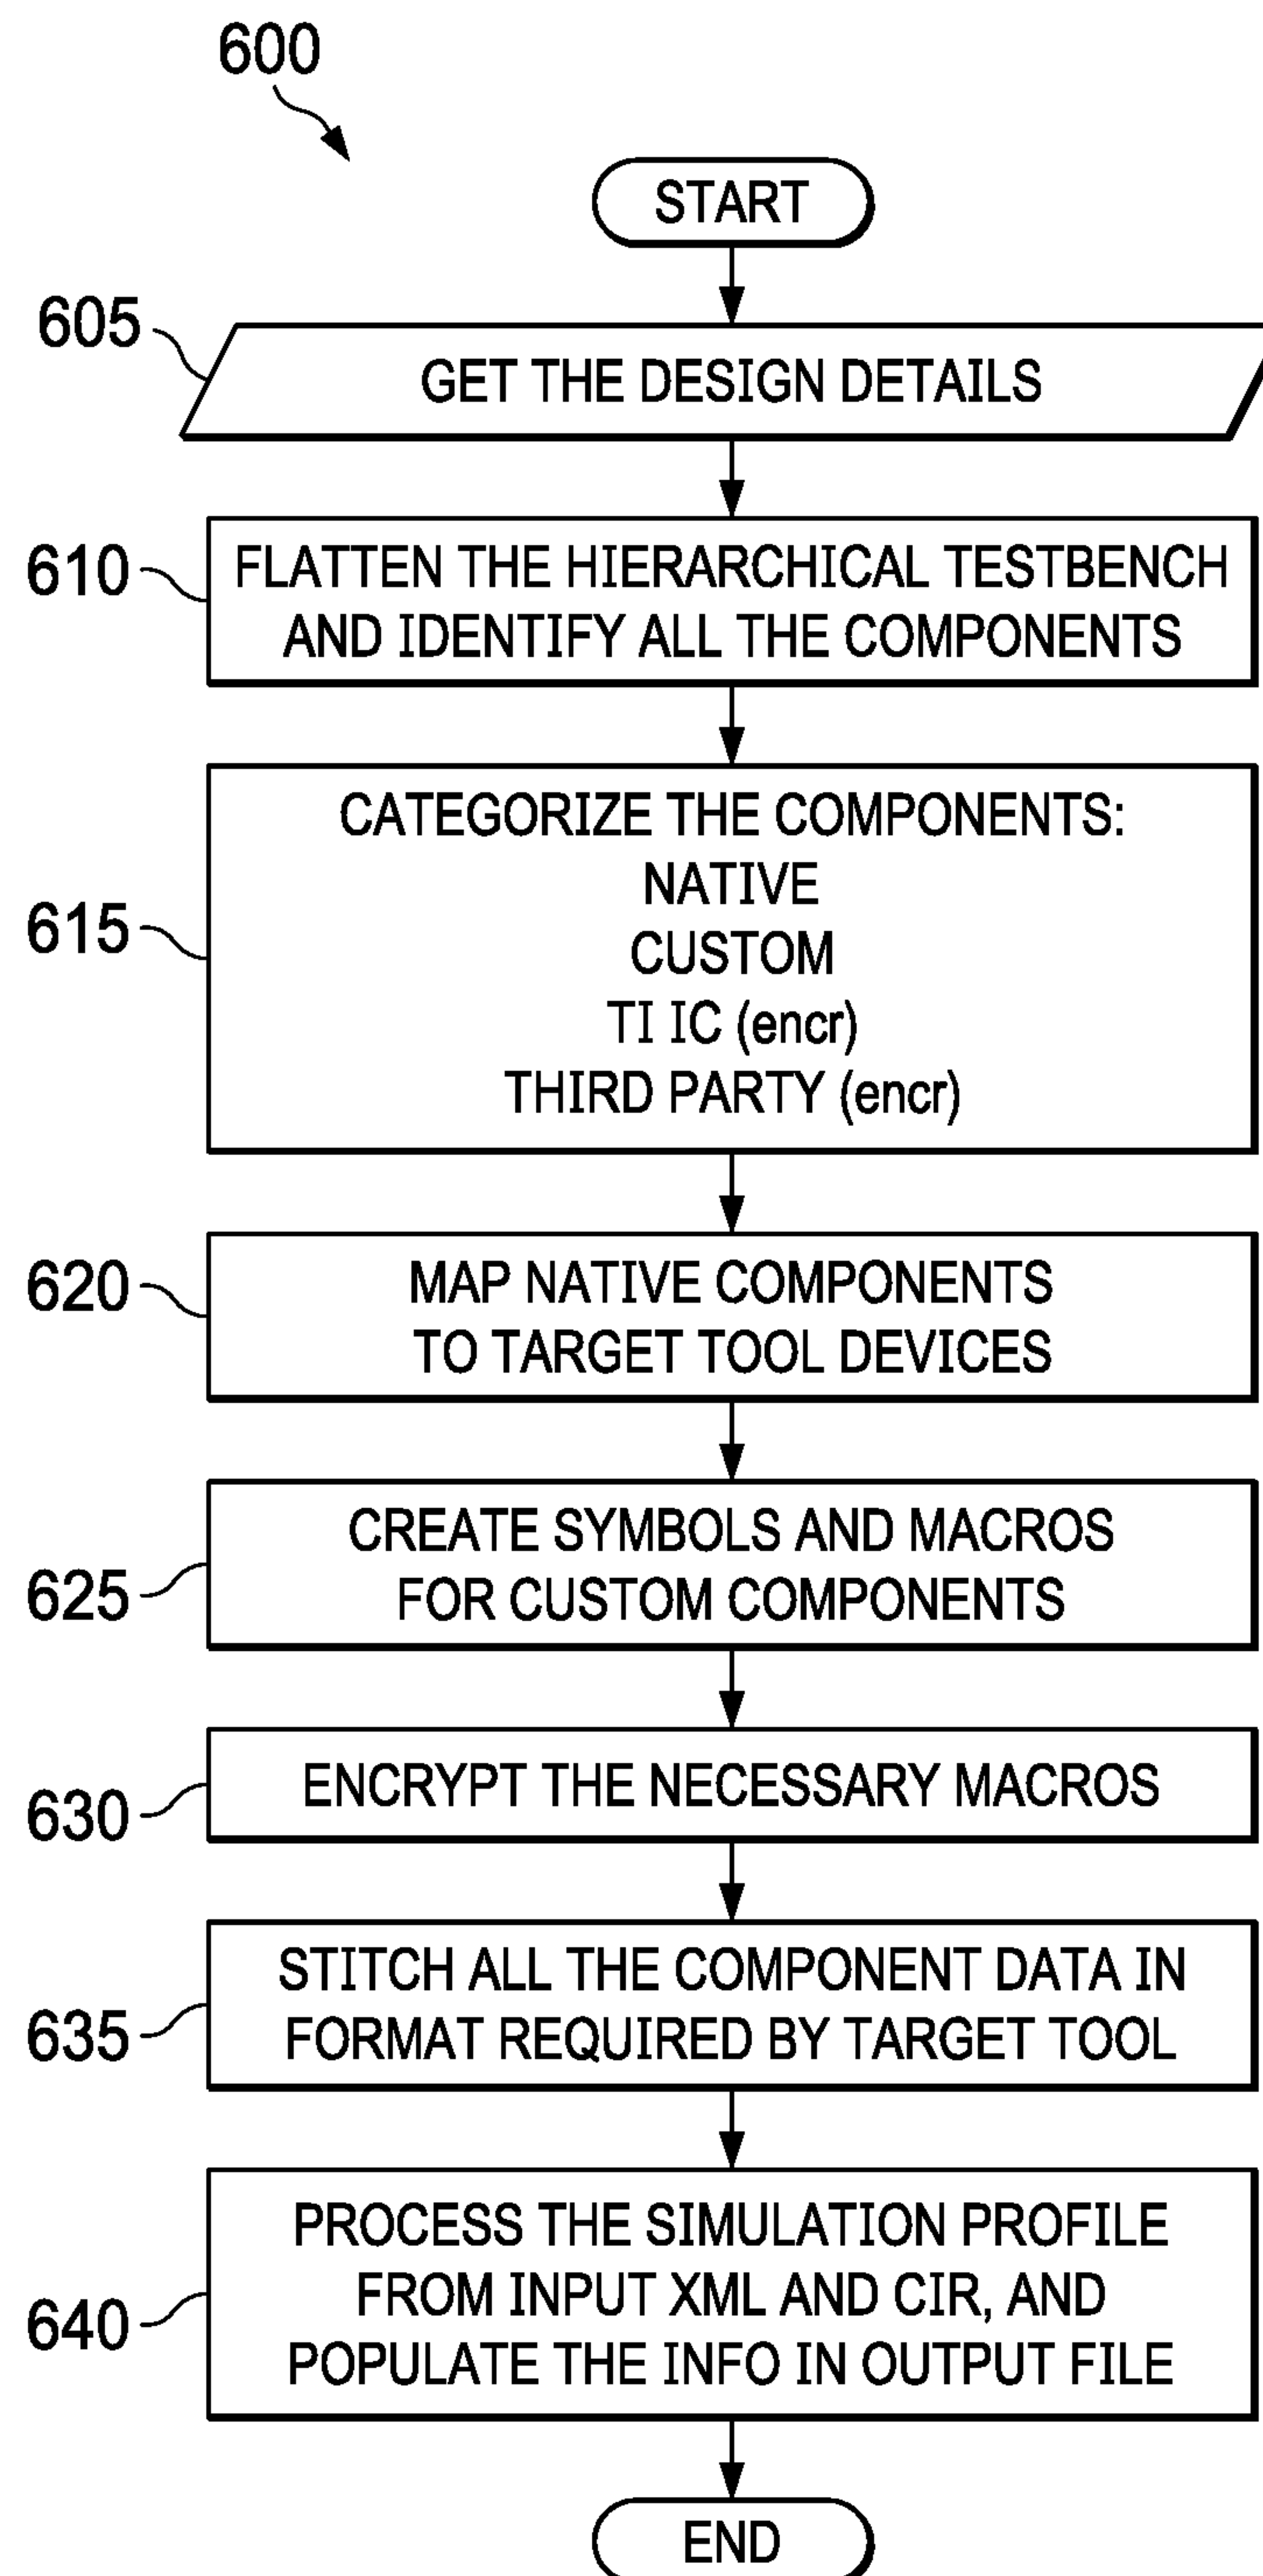 600
START
605
GET THE DESIGN DETAILS
610
FLATTEN THE HIERARCHICAL TESTBENCH
AND IDENTIFY ALL THE COMPONENTS
615
CATEGORIZE THE COMPONENTS:
NATIVE
CUSTOM
TI IC (encr)
THIRD PARTY (encr)
620
MAP NATIVE COMPONENTS
TO TARGET TOOL DEVICES
625
CREATE SYMBOLS AND MACROS
FOR CUSTOM COMPONENTS
630
ENCRYPT THE NECESSARY MACROS
635
STITCH ALL THE COMPONENT DATA IN
FORMAT REQUIRED BY TARGET TOOL
640
PROCESS THE SIMULATION PROFILE
FROM INPUT XML AND CIR, AND
POPULATE THE INFO IN OUTPUT FILE
END